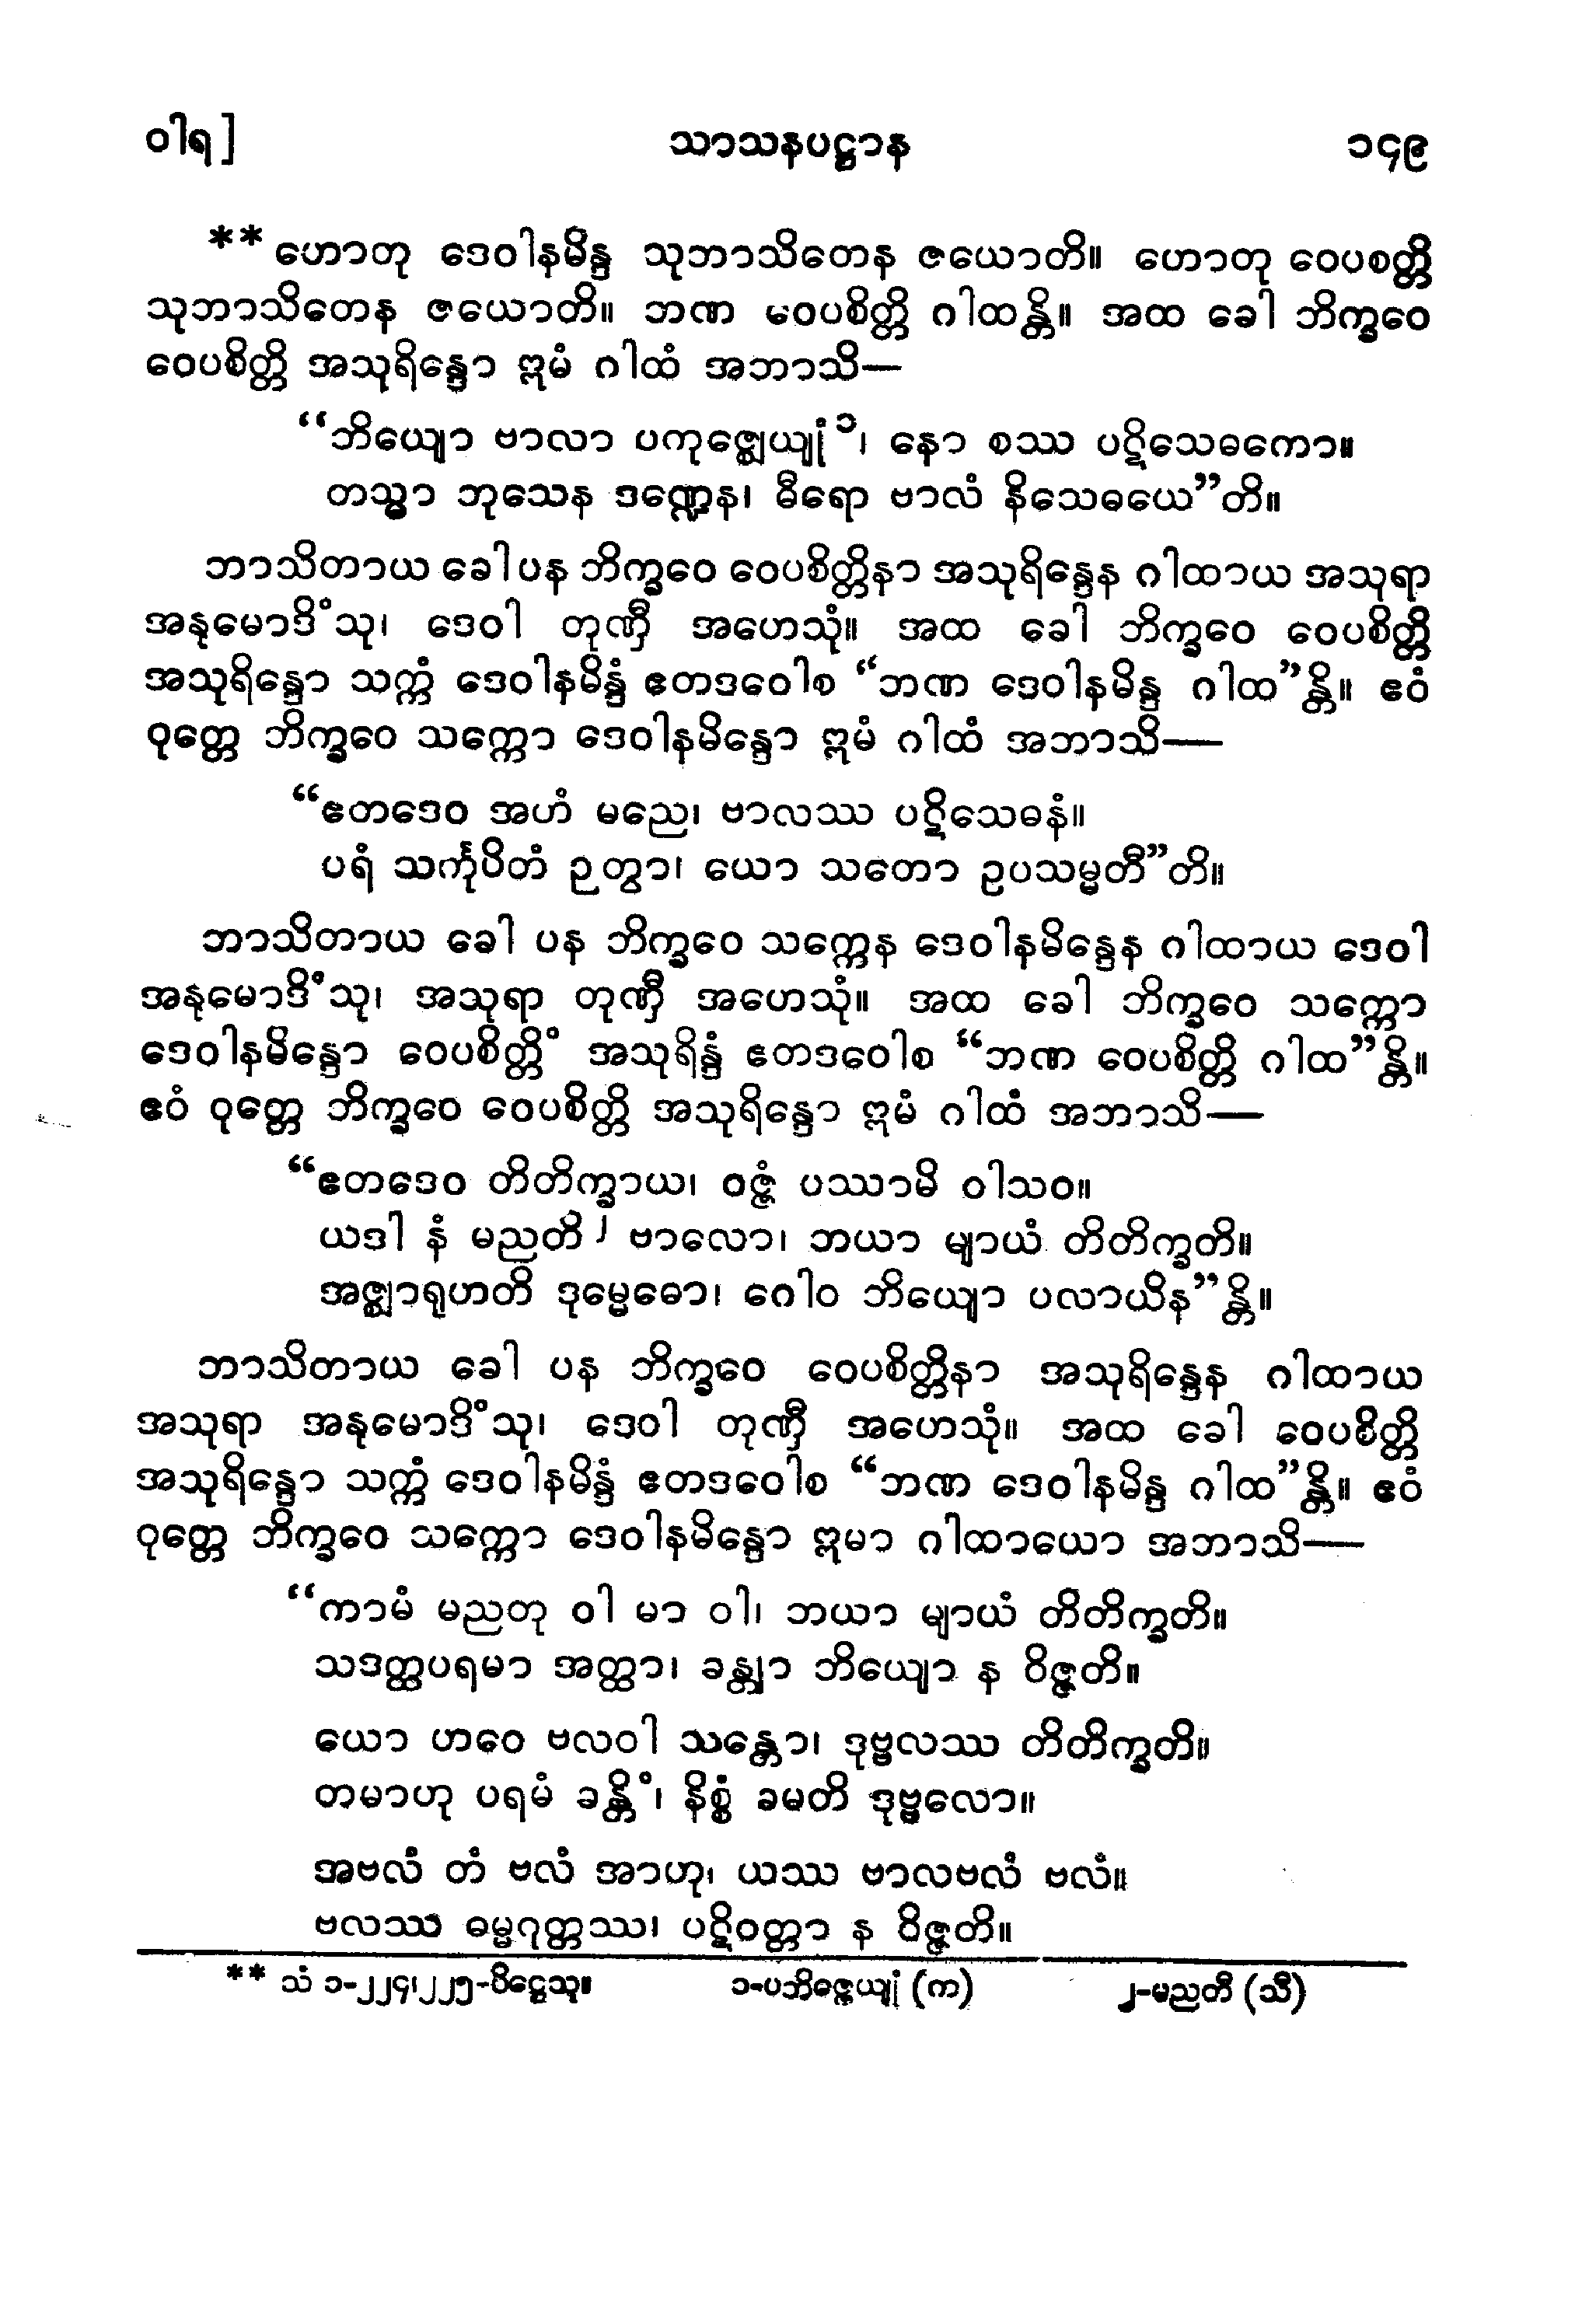 ဝါရ]	သာသနပဋ္ဌာန	၁၄၉
** ဟောတု ဒေဝါနမိန္ဒ သုဘာသိတေန ဇယောတိ။ ဟောတု ဝေပစတ္တိ
သုဘာသိတေန ဇယောတိ။ ဘဏ ဝေပစိတ္တိ ဂါထန္တိ။ အထ ခေါ ဘိက္ခဝေ
ဝေပစိတ္တိ အသုရိန္ဒော ဣမံ ဂါထံ အဘာသိ—
“ဘိယျော ဗာလာ ပကုဇ္ဈေယျုံ၁၊ နော စဿ ပဋိသေဓကော။
တသ္မာ ဘုသေန ဒဏ္ဍေန၊ ဓီရော ဗာလံ နိသေဓယေ”တိ။
ဘာသိတာယ ခေါ ပန ဘိက္ခဝေ ဝေပစိတ္တိနာ အသုရိန္ဒေန ဂါထာယ အသုရာ
အနုမောဒိံသု၊ ဒေဝါ တုဏှီ အဟေသုံ။ အထ ခေါ ဘိက္ခဝေ ဝေပစိတ္တိ
အသုရိန္ဒော သက္ကံ ဒေဝါနမိန္ဒံ ဧတဒဝေါစ “ဘဏ ဒေဝါနမိန္ဒ ဂါထ”န္တိ။ ဧဝံ
ဝုတ္တေ ဘိက္ခဝေ သက္ကော ဒေဝါနမိန္ဒော ဣမံ ဂါထံ အဘာသိ—
“ဧတဒေဝ အဟံ မညေ၊ ဗာလဿ ပဋိသေဓနံ။
ပရံ သင်္ကုပိတံ ဉတွာ၊ ယော သတော ဥပသမ္မတီ”တိ။
ဘာသိတာယ ခေါ ပန ဘိက္ခဝေ သက္ကေန ဒေဝါနမိန္ဒေန ဂါထာယ ဒေဝါ
အနုမောဒိံသု၊ အသုရာ တုဏှီ အဟေသုံ။ အထ ခေါ ဘိက္ခဝေ သက္ကော
ဒေဝါနမိန္ဒော ဝေပစိတ္တိံ အသုရိန္ဒံ ဧတဒဝေါစ “ဘဏ ဝေပစိတ္တိ ဂါထ”န္တိ။
ဧဝံ ဝုတ္တေ ဘိက္ခဝေ ဝေပစိတ္တိ အသုရိန္ဒော ဣမံ ဂါထံ အဘာသိ—
“ဧတဒေဝ တိတိက္ခာယ၊ ဝဇ္ဇံ ပဿာမိ ဝါသဝ။
ယဒါ နံ မညတိ၂ ဗာလော၊ ဘယာ မျာယံ တိတိက္ခတိ။
အဇ္ဈာရုဟတိ ဒုမ္မေဓော၊ ဂေါဝ ဘိယျော ပလာယိန”န္တိ။
ဘာသိတာယ ခေါ ပန ဘိက္ခဝေ ဝေပစိတ္တိနာ အသုရိန္ဒေန ဂါထာယ
အသုရာ အနုမောဒိံသု၊ ဒေဝါ တုဏှီ အဟေသုံ။ အထ ခေါ ဝေပစိတ္တိ
အသုရိန္ဒော သက္ကံ ဒေဝါနမိန္ဒံ ဧတဒဝေါစ “ဘဏ ဒေဝါနမိန္ဒ ဂါထ”န္တိ။ ဧဝံ
ဝုတ္တေ ဘိက္ခဝေ သက္ကော ဒေဝါနမိန္ဒော ဣမာ ဂါထာယော အဘာသိ—
“ကာမံ မညတု ဝါ မာ ဝါ၊ ဘယာ မျာယံ တိတိက္ခတိ။
သဒတ္ထပရမာ အတ္ထာ၊ ခန္တျာ ဘိယျော န ဝိဇ္ဇတိ။
ယော ဟဝေ ဗလဝါ သန္တော၊ ဒုဗ္ဗလဿ တိတိက္ခတိ။
တမာဟု ပရမံ ခန္တိံ၊ နိစ္စံ ခမတိ ဒုဗ္ဗလော။
အဗလံ တံ ဗလံ အာဟု၊ ယဿ ဗာလဗလံ ဗလံ။
ဗလဿ ဓမ္မဂုတ္တဿ၊ ပဋိဝတ္တာ န ဝိဇ္ဇတိ။
** သံ ၁-၂၂၄၊၂၂၅-ပိဋ္ဌေသု။	၁-ပဘိဇ္ဇေယျုံ (က)	၂-မညတီ (သီ)